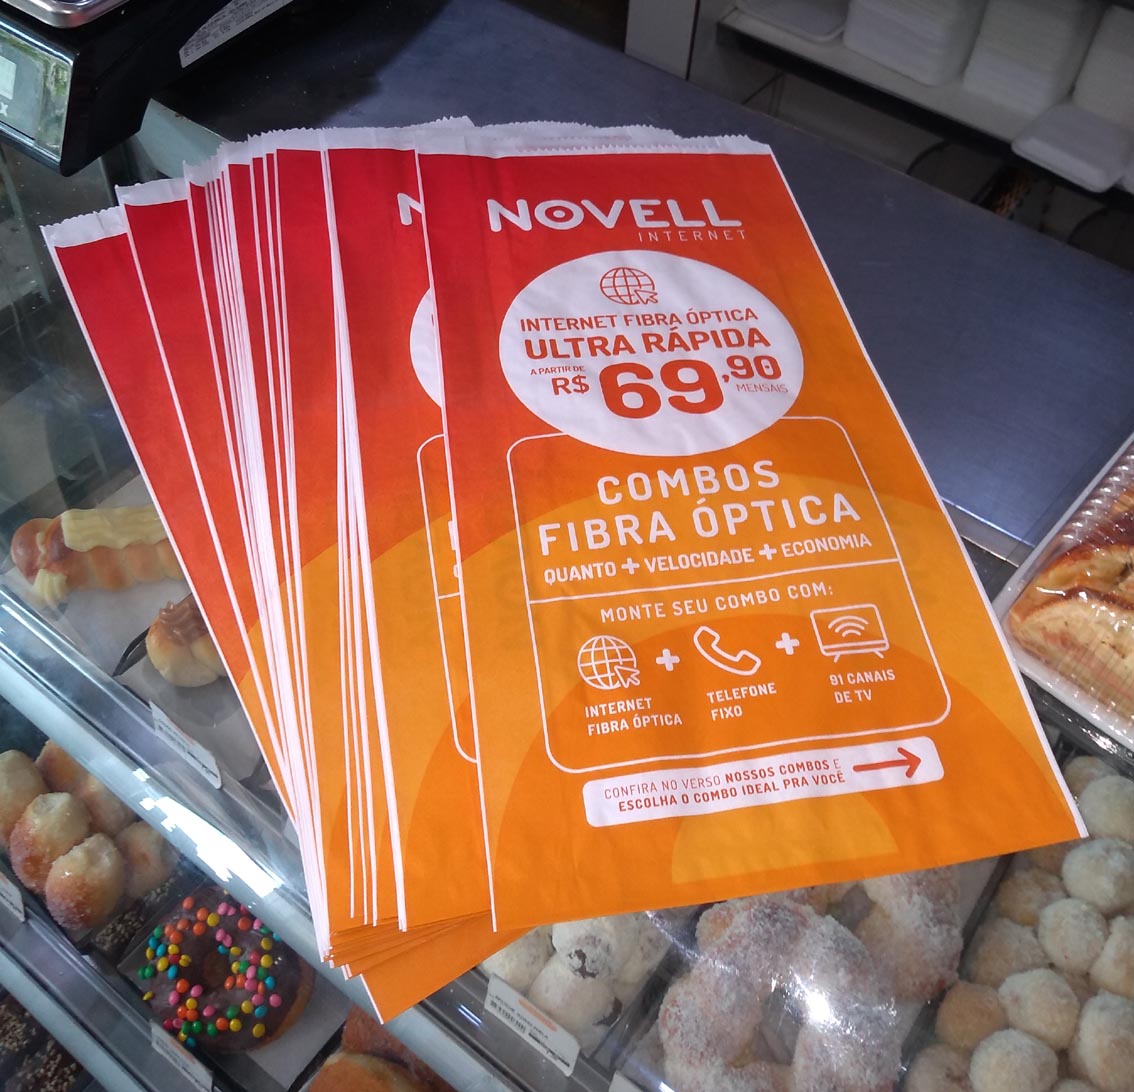 NOVELL
INTERNET
INTERNET FIBRA ÓPTICA
ULTRA RÁPIDA
A PARTIR DE
R$ 69,90
MENSAIS
COMBOS
FIBRA ÓPTICA
QUANTO + VELOCIDADE + ECONOMIA
MONTE SEU COMBO COM:
INTERNET
FIBRA ÓPTICA
+
TELEFONE
FIXO
+
91 CANAIS
DE TV
CONFIRA NO VERSO NOSSOS COMBOS E
ESCOLHA O COMBO IDEAL PRA VOCÊ
N